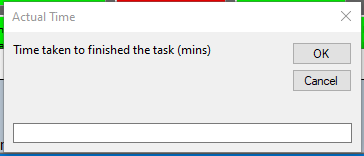 Actual Time
Time taken to finished the task (mins)
OK
Cancel